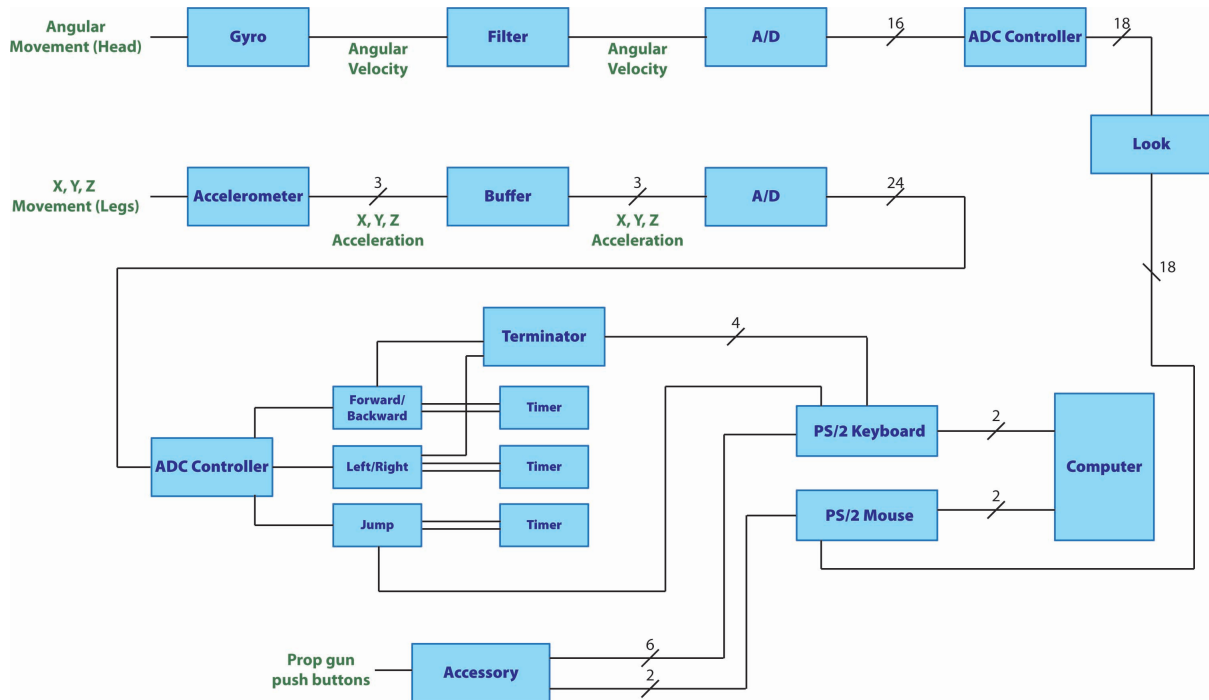 Angular
Movement (Head)
Gyro
Angular
Velocity
Filter
Angular
Velocity
A/D
16
ADC Controller
18
Look
18
X, Y, Z
Movement (Legs)
Accelerometer
3
X, Y, Z
Acceleration
Buffer
3
X, Y, Z
Acceleration
A/D
24
Terminator
4
Forward/
Backward
Timer
ADC Controller
Left/Right
Timer
Jump
Timer
PS/2 Keyboard
2
PS/2 Mouse
2
Computer
Prop gun
push buttons
Accessory
6
2